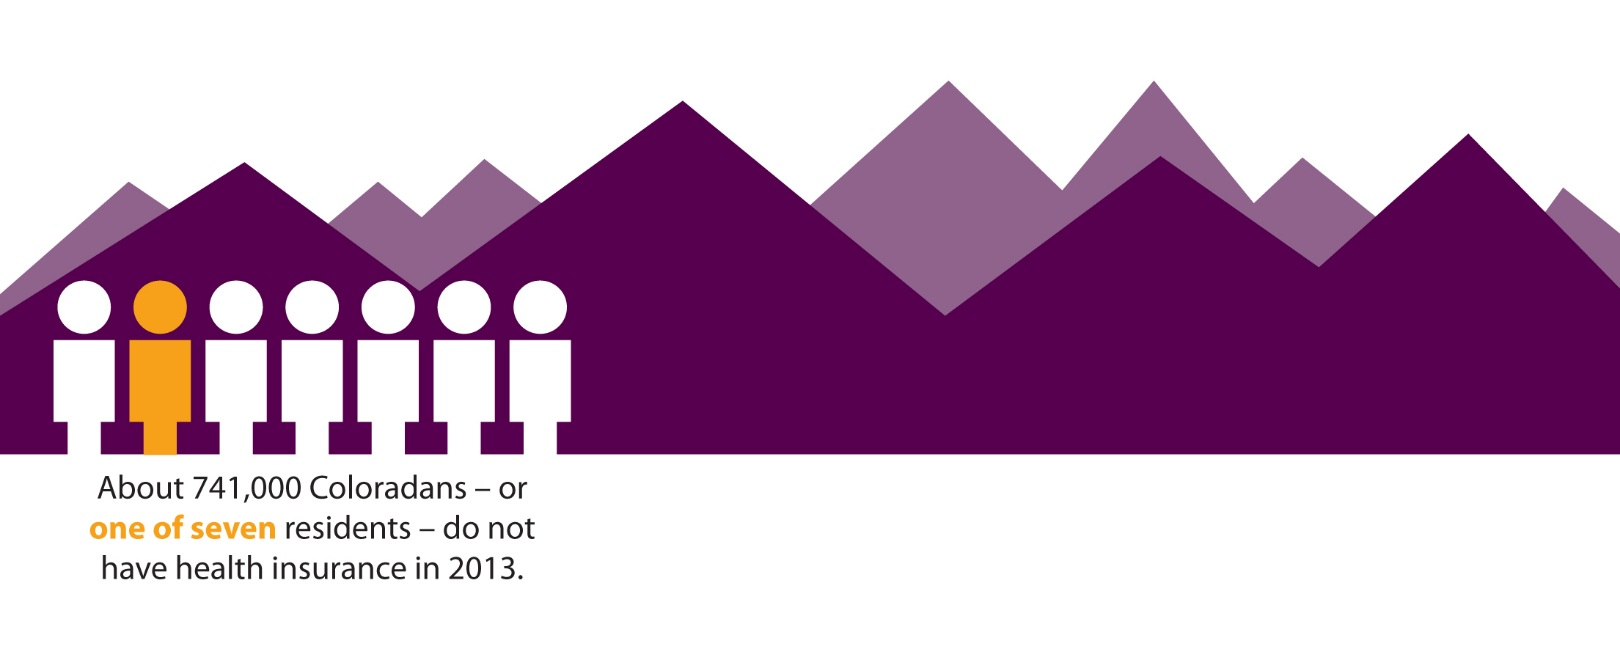 About 741,000 Coloradans – or
one of seven residents – do not
have health insurance in 2013.